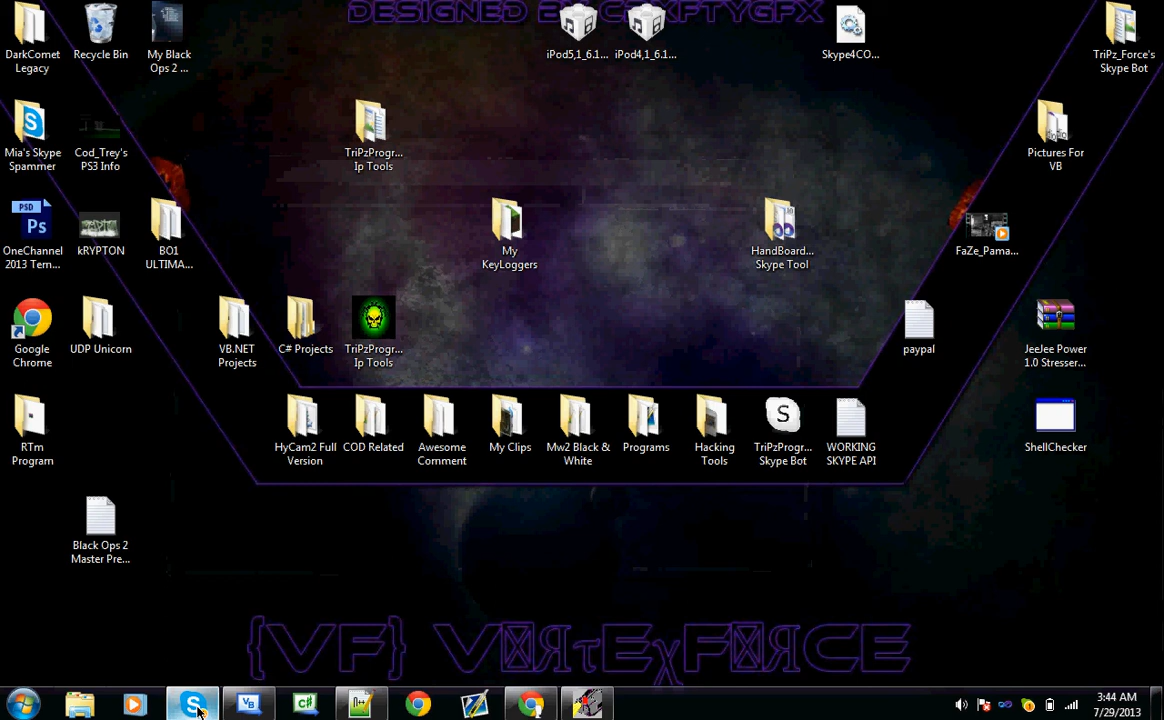 DESIGNED B
FTYGFX
DarkComet
Legacy
Recycle Bin
My Black
Ops 2 ...
iPod5,1_6.1...
iPod4,1_6.1...
Skype4CO...
TriPz_Force's
Skype Bot
Mia's Skype
Spammer
Cod_Trey's
PS3 Info
TriPzProgr...
Ip Tools
Pictures For
VB
PSD
Ps
OneChannel
2013 Tem...
kRYPTON
BO1
ULTIMA...
My
KeyLoggers
HandBoard...
Skype Tool
FaZe_Pama...
Google
Chrome
UDP Unicorn
VB.NET
Projects
C# Projects
TriPzProgr...
Ip Tools
paypal
JeeJee Power
1.0 Stresser...
RTm
Program
HyCam2 Full
Version
COD Related
Awesome
Comment
My Clips
Mw2 Black &
White
Programs
Hacking
Tools
S
TriPzProgr...
Skype Bot
WORKING
SKYPE API
ShellChecker
Black Ops 2
Master Pre...
{VF}
S
VB
C#
n++
3:44 AM
7/29/2013